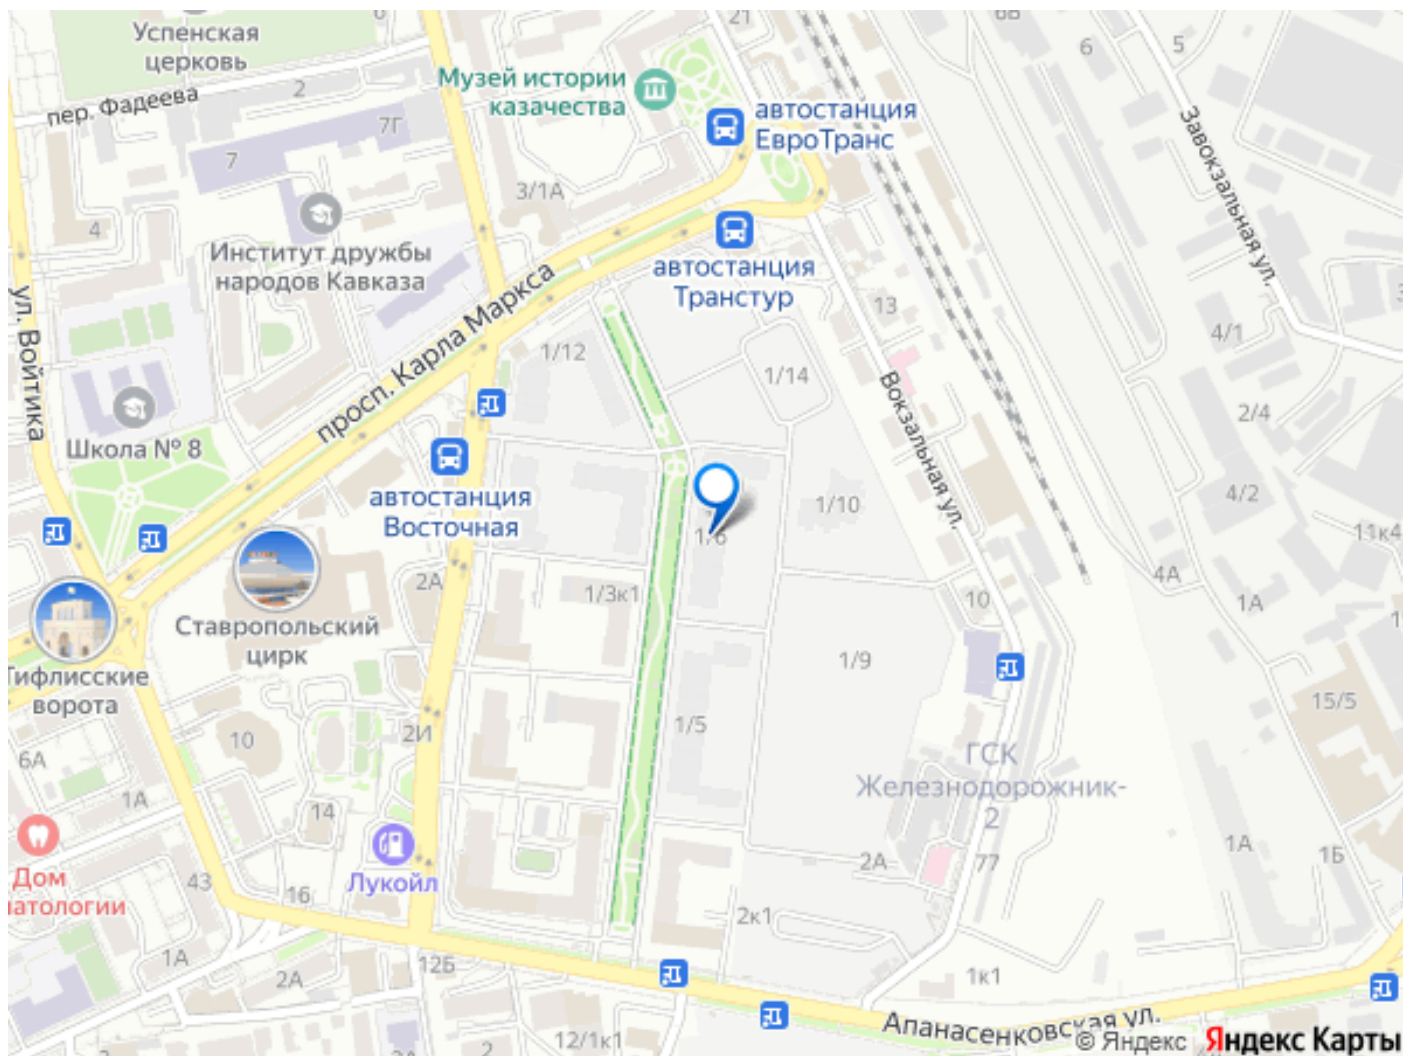 21
6
6В
6
5
Успенская
церковь
пер. Фадеева
2
7Г
7
Музей истории
казачества
автостанция
ЕвроТранс
Завокзальная ул.
3/1А
4
Институт дружбы
народов Кавказа
автостанция
Транстур
ул. Войтика
просп. Карла Маркса
13
4/1
1/12
1/14
2/4
Вокзальная ул.
Школа № 8
автостанция
Восточная
1/10
4/2
11к4
1/6
4А
2А
1/3к1
10
1А
Ставропольский
цирк
Тифлисские
ворота
1/9
15/5
10
2И
1/5
6А
1А
ГСК
Железнодорожник-
2
14
Лукойл
Дом
43
16
2А
77
1А
1Б
2к1
1А
2А
12Б
1к1
12/1к1
2
Апанасенковская ул.
© Яндекс Яндекс Карты